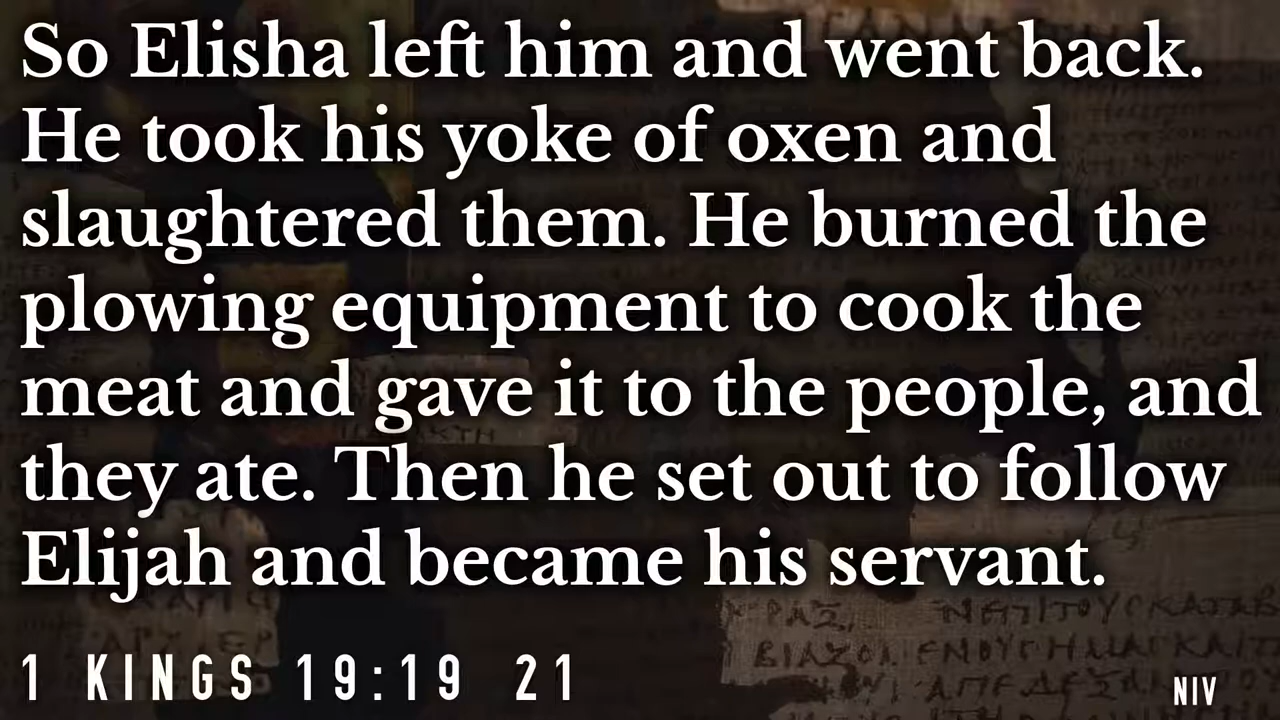 So Elisha left him and went back.
He took his yoke of oxen and
slaughtered them. He burned the
plowing equipment to cook the
meat and gave it to the people, and
they ate. Then he set out to follow
Elijah and became his servant.
1 KINGS 19:19 21
NIV